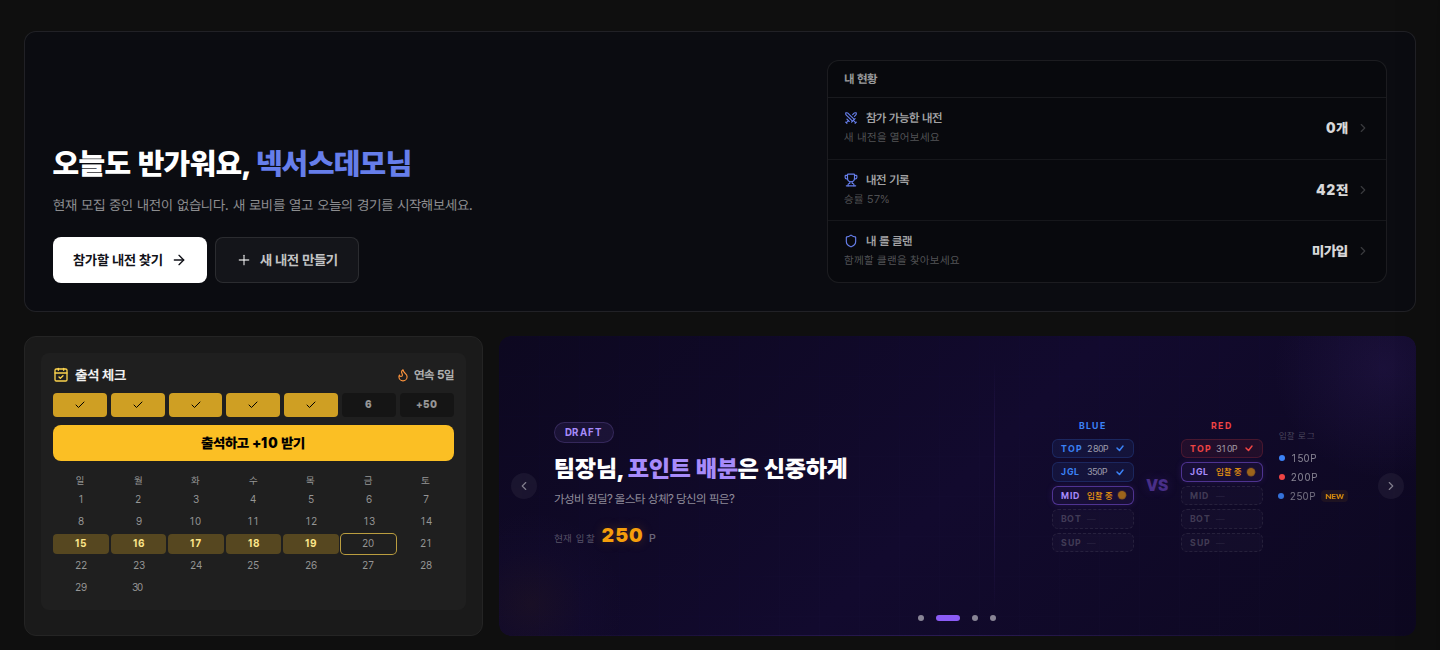 오늘도 반가워요, 넥서스데모님
현재 모집 중인 내전이 없습니다. 새 로비를 열고 오늘의 경기를 시작해보세요.
참가할 내전 찾기
새 내전 만들기
내 현황
참가 가능한 내전
새 내전을 열어보세요
0개
내전 기록
승률 57%
42전
내 롤 클랜
함께할 클랜을 찾아보세요
미가입
출석 체크
연속 5일
6
+50
출석하고 +10 받기
일 월 화 수 목 금 토
1 2 3 4 5 6 7
8 9 10 11 12 13 14
15 16 17 18 19 20 21
22 23 24 25 26 27 28
29 30
DRAFT
팀장님, 포인트 배분은 신중하게
가성비 원딜? 올스타 상체? 당신의 픽은?
현재 입찰 250 P
BLUE
TOP 280P
JGL 350P
MID 입찰 중
BOT —
SUP —
VS
RED
TOP 310P
JGL 입찰 중
MID —
BOT —
SUP —
입찰 로그
150P
200P
250P NEW